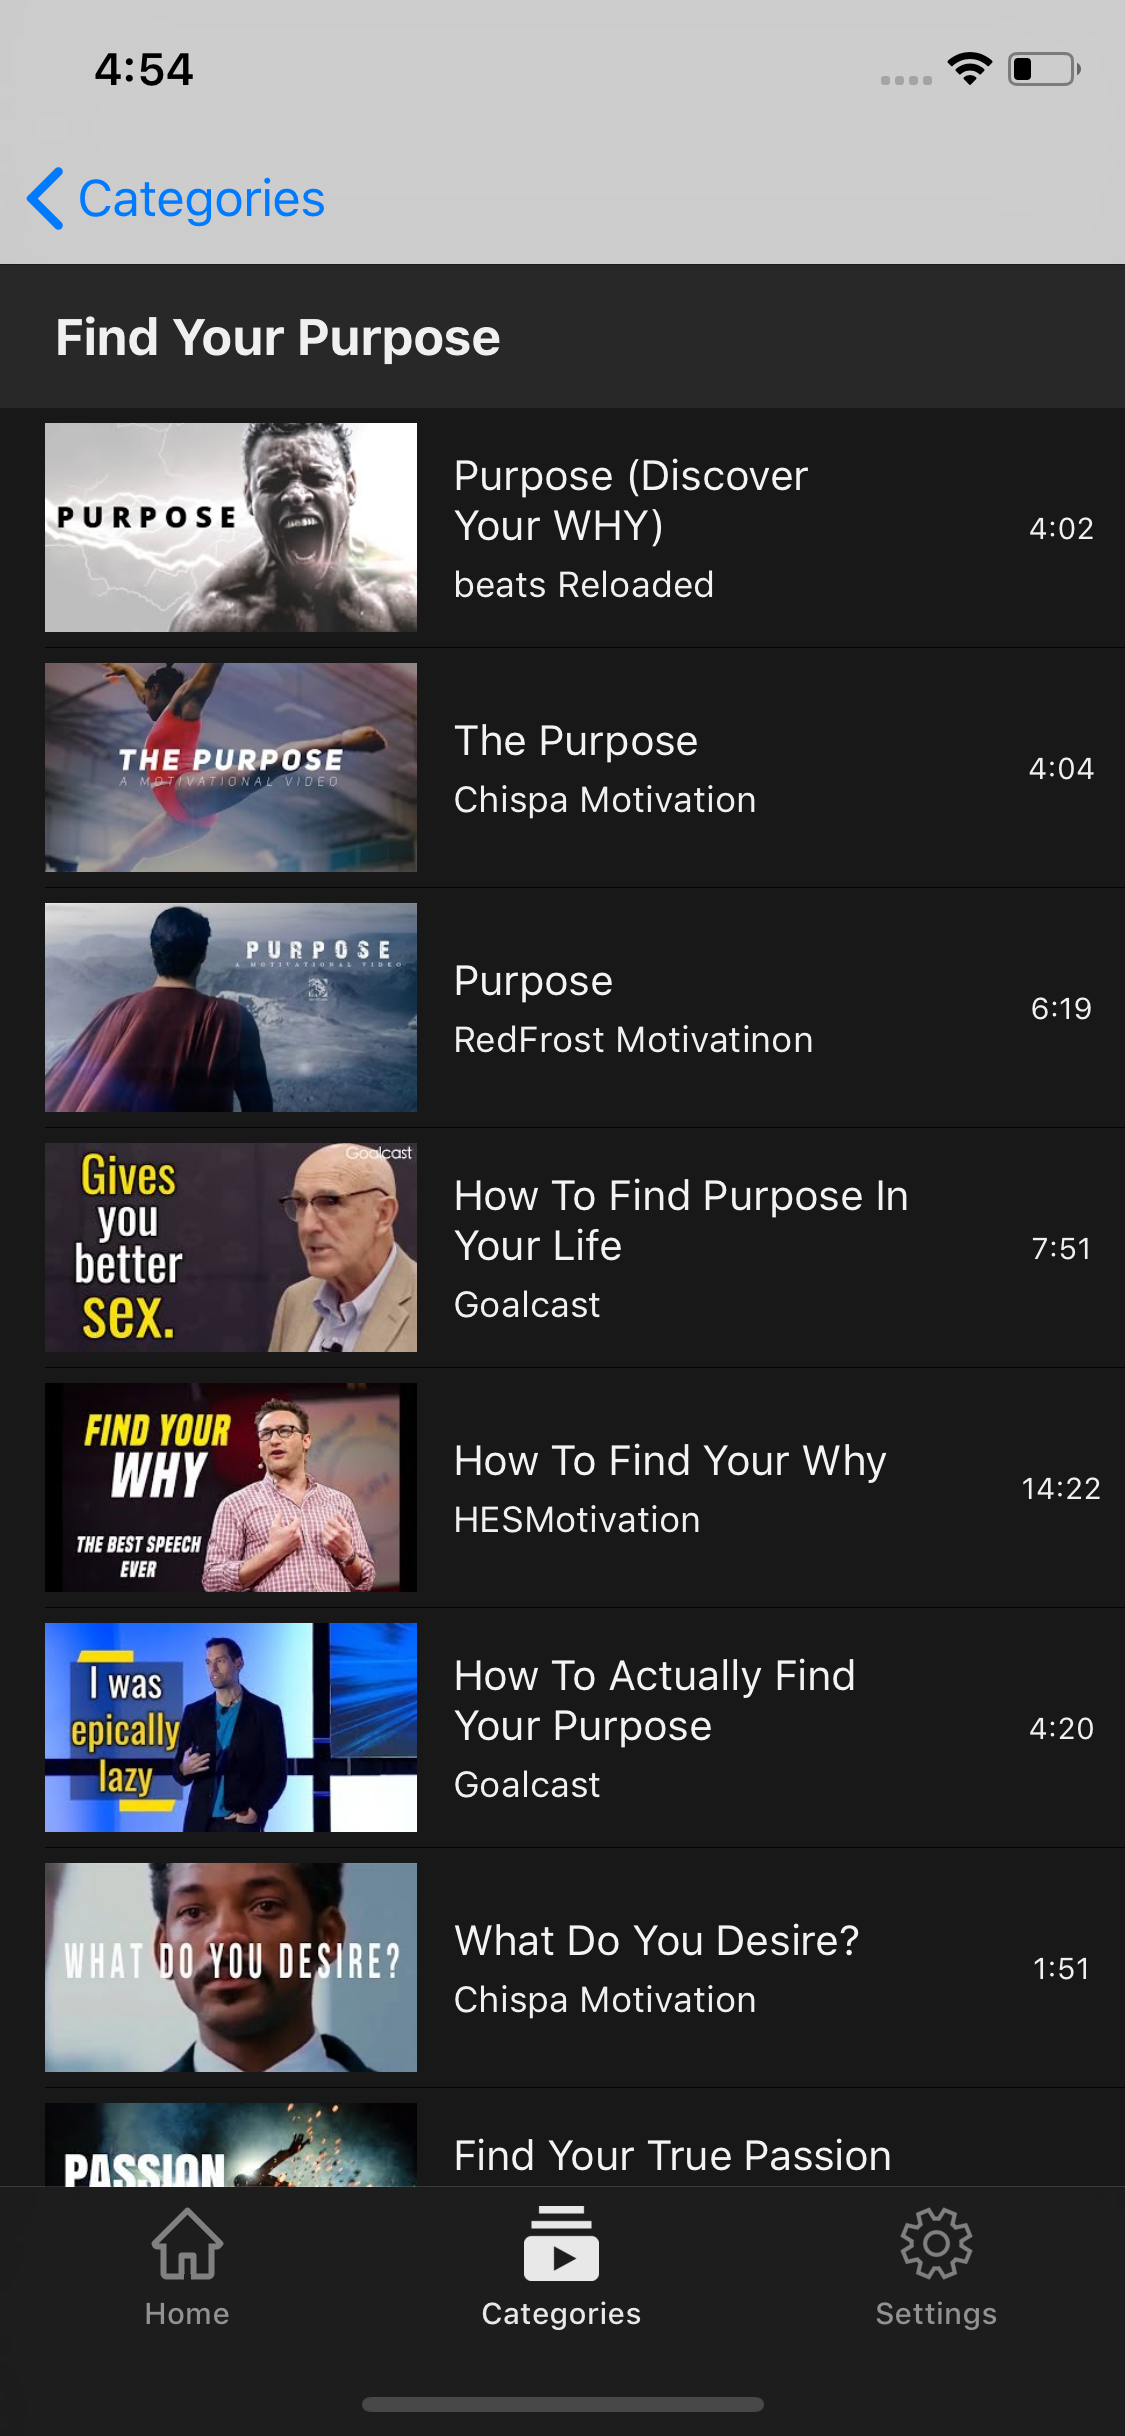 4:54
Categories
Find Your Purpose
PURPOSE
Purpose (Discover
Your WHY)
beats Reloaded
4:02
THE PURPOSE
A MOTIVATIONAL VIDEO
The Purpose
Chispa Motivation
4:04
PURPOSE
A MOTIVATIONAL VIDEO
Purpose
RedFrost Motivatinon
6:19
Goalcast
Gives
you
better
sex.
How To Find Purpose In
Your Life
Goalcast
7:51
FIND YOUR
WHY
THE BEST SPEECH
EVER
How To Find Your Why
HESMotivation
14:22
I was
epically
lazy
How To Actually Find
Your Purpose
Goalcast
4:20
WHAT DO YOU DESIRE?
What Do You Desire?
Chispa Motivation
1:51
PASSION
Find Your True Passion
Home
Categories
Settings